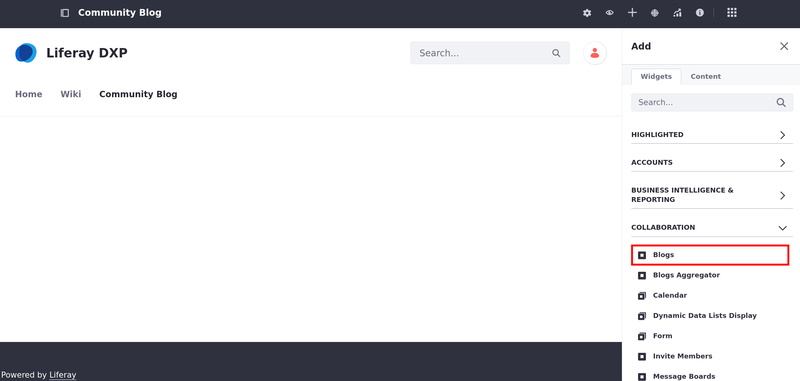 Community Blog
Liferay DXP
Search...
Home
Wiki
Community Blog
Powered by Liferay
Add
Widgets
Content
Search...
HIGHLIGHTED
ACCOUNTS
BUSINESS INTELLIGENCE &
REPORTING
COLLABORATION
Blogs
Blogs Aggregator
Calendar
Dynamic Data Lists Display
Form
Invite Members
Message Boards